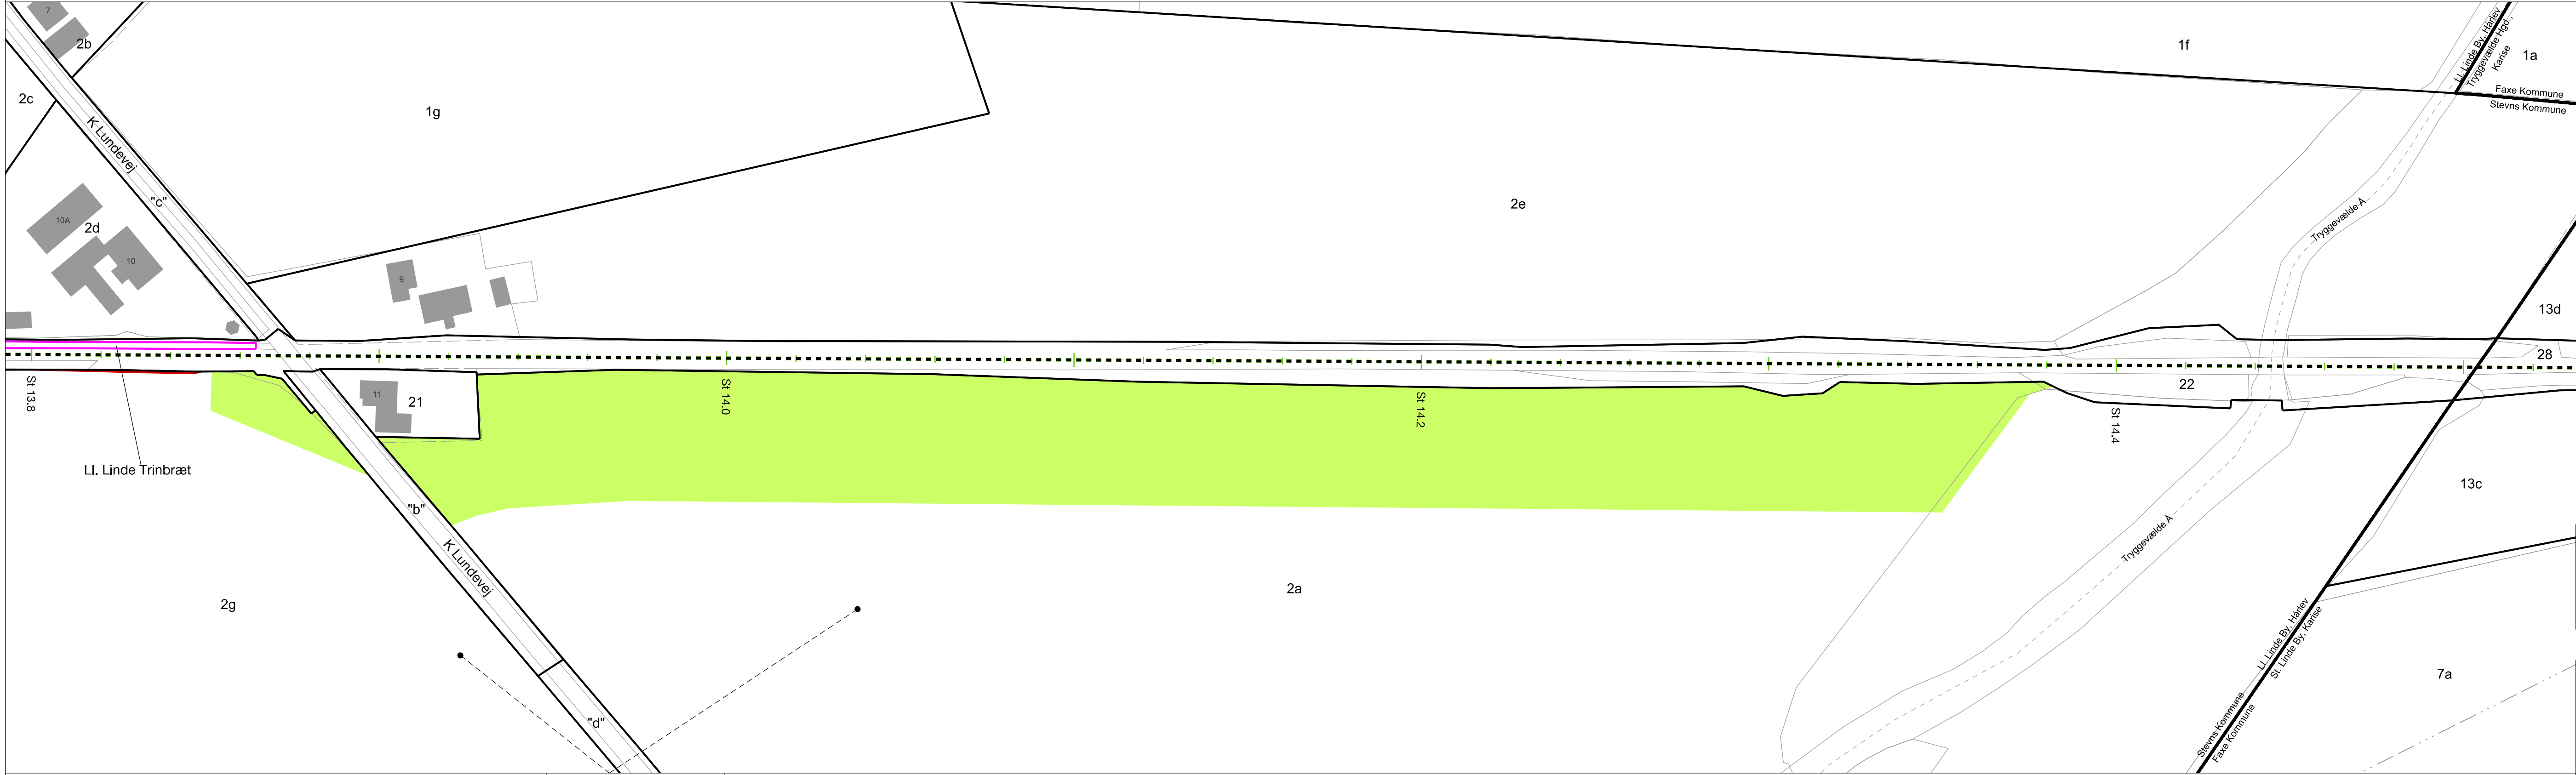 7
2b
2c
1g
1f
Ll. Linde By, Hårlev
Tryggevælde Hgd.,
Karise
1a
Faxe Kommune
Stevns Kommune
K Lundevej
"c"
10A
2d
10
9
2e
Tryggevælde Å
13d
28
22
St 13.8
St 14.0
St 14.2
St 14.4
11
21
Ll. Linde Trinbræt
"b"
K Lundevej
13c
Tryggevælde Å
2g
2a
Ll. Linde By, Hårlev
St. Linde By, Karise
7a
"d"
Stevns Kommune
Faxe Kommune